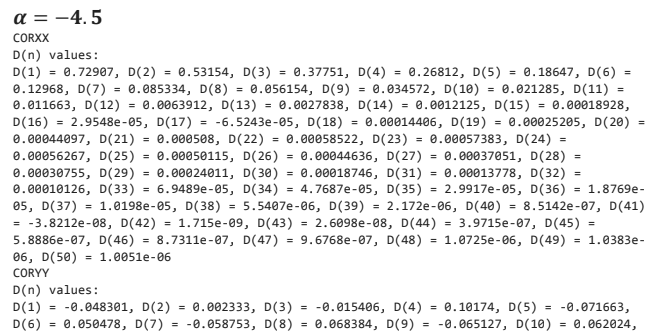 α = −4.5
CORXX
D(n) values:
D(1) = 0.72907, D(2) = 0.53154, D(3) = 0.37751, D(4) = 0.26812, D(5) = 0.18647, D(6) =
0.12968, D(7) = 0.085334, D(8) = 0.056154, D(9) = 0.034572, D(10) = 0.021285, D(11) =
0.011663, D(12) = 0.0063912, D(13) = 0.0027838, D(14) = 0.0012125, D(15) = 0.00018928,
D(16) = 2.9548e-05, D(17) = -6.5243e-05, D(18) = 0.00014406, D(19) = 0.00025205, D(20) =
0.00044097, D(21) = 0.000508, D(22) = 0.00058522, D(23) = 0.00057383, D(24) =
0.00056267, D(25) = 0.00050115, D(26) = 0.00044636, D(27) = 0.00037051, D(28) =
0.00030755, D(29) = 0.00024011, D(30) = 0.00018746, D(31) = 0.00013778, D(32) =
0.00010126, D(33) = 6.9489e-05, D(34) = 4.7687e-05, D(35) = 2.9917e-05, D(36) = 1.8769e-
05, D(37) = 1.0198e-05, D(38) = 5.5407e-06, D(39) = 2.172e-06, D(40) = 8.5142e-07, D(41)
= -3.8212e-08, D(42) = 1.715e-09, D(43) = 2.6098e-08, D(44) = 3.9715e-07, D(45) =
5.8886e-07, D(46) = 8.7311e-07, D(47) = 9.6768e-07, D(48) = 1.0725e-06, D(49) = 1.0383e-
06, D(50) = 1.0051e-06
CORYY
D(n) values:
D(1) = -0.048301, D(2) = 0.002333, D(3) = -0.015406, D(4) = 0.10174, D(5) = -0.071663,
D(6) = 0.050478, D(7) = -0.058753, D(8) = 0.068384, D(9) = -0.065127, D(10) = 0.062024,